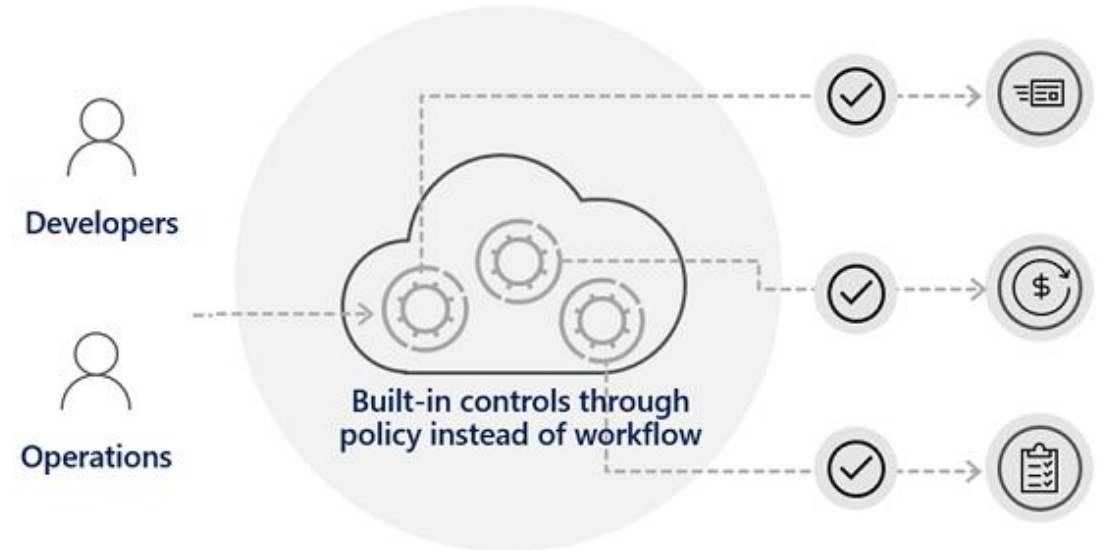 Developers
Operations
Built-in controls through
policy instead of workflow
$